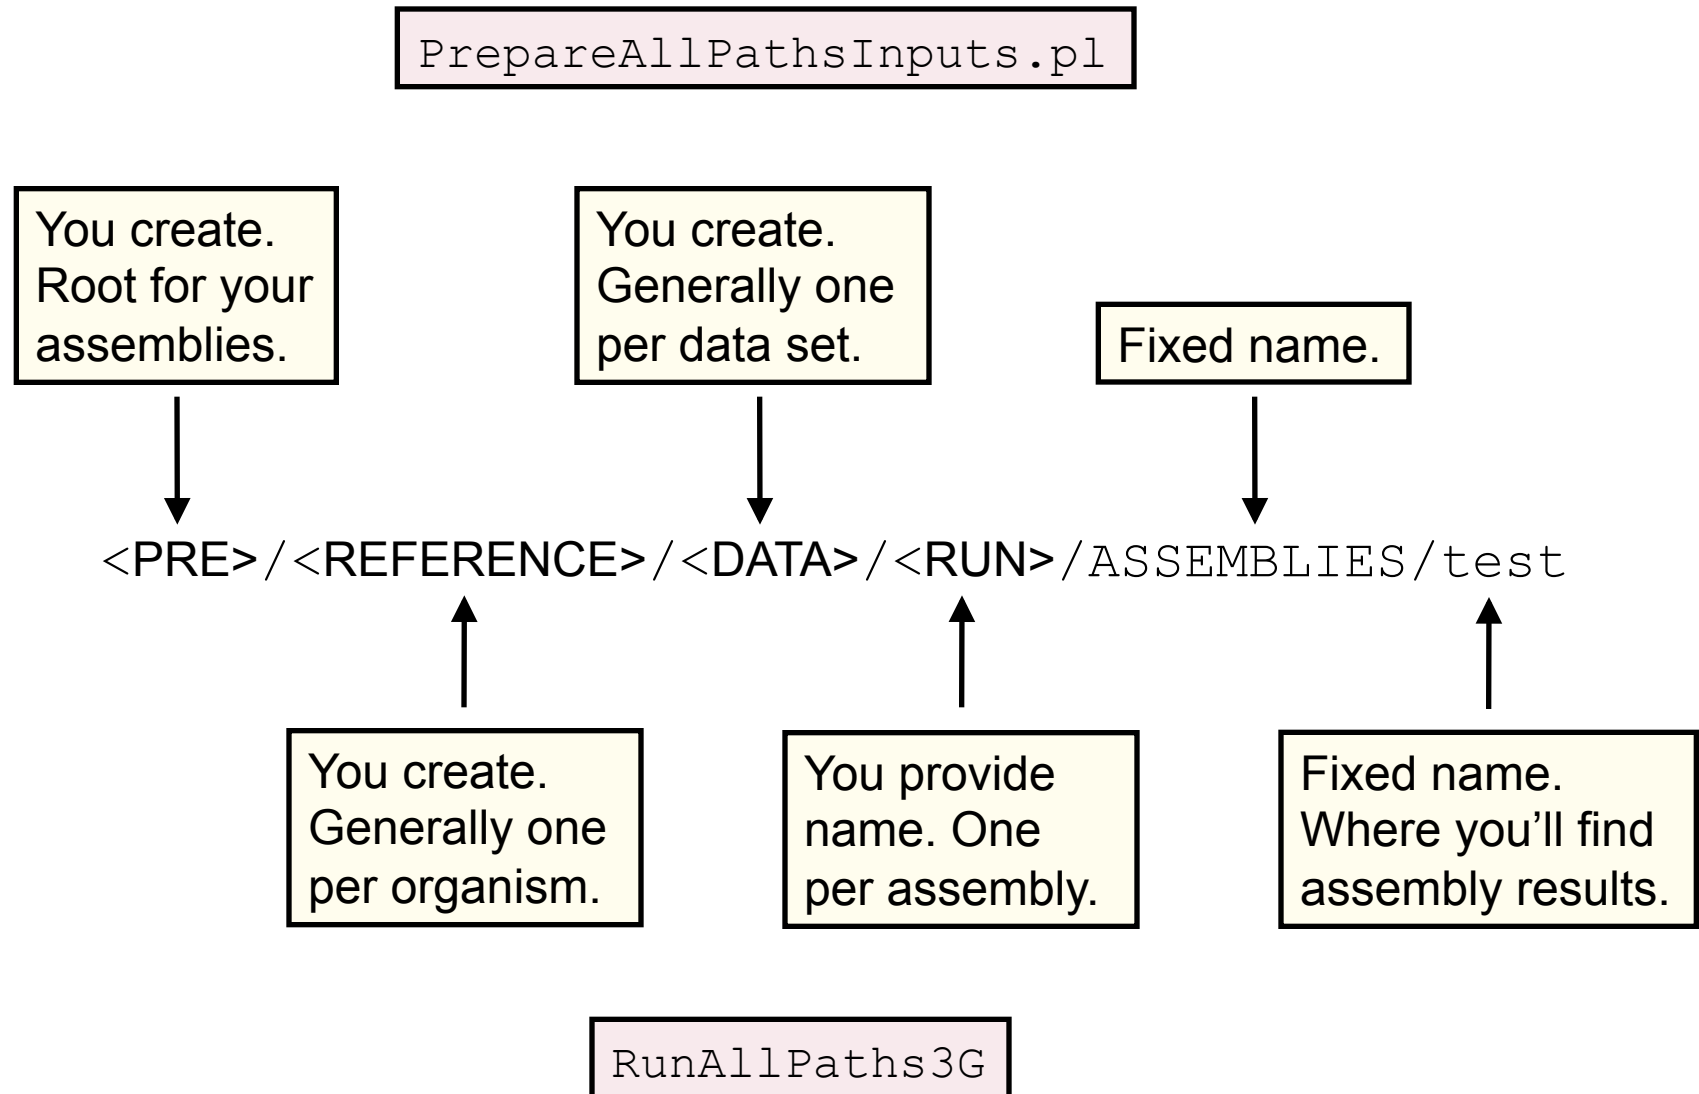 PrepareAllPathsInputs.pl
You create.
Root for your
assemblies.
You create.
Generally one
per data set.
Fixed name.
<PRE>/<REFERENCE>/<DATA>/<RUN>/ASSEMBLIES/test
You create.
Generally one
per organism.
You provide
name. One
per assembly.
Fixed name.
Where you’ll find
assembly results.
RunAllPaths3G